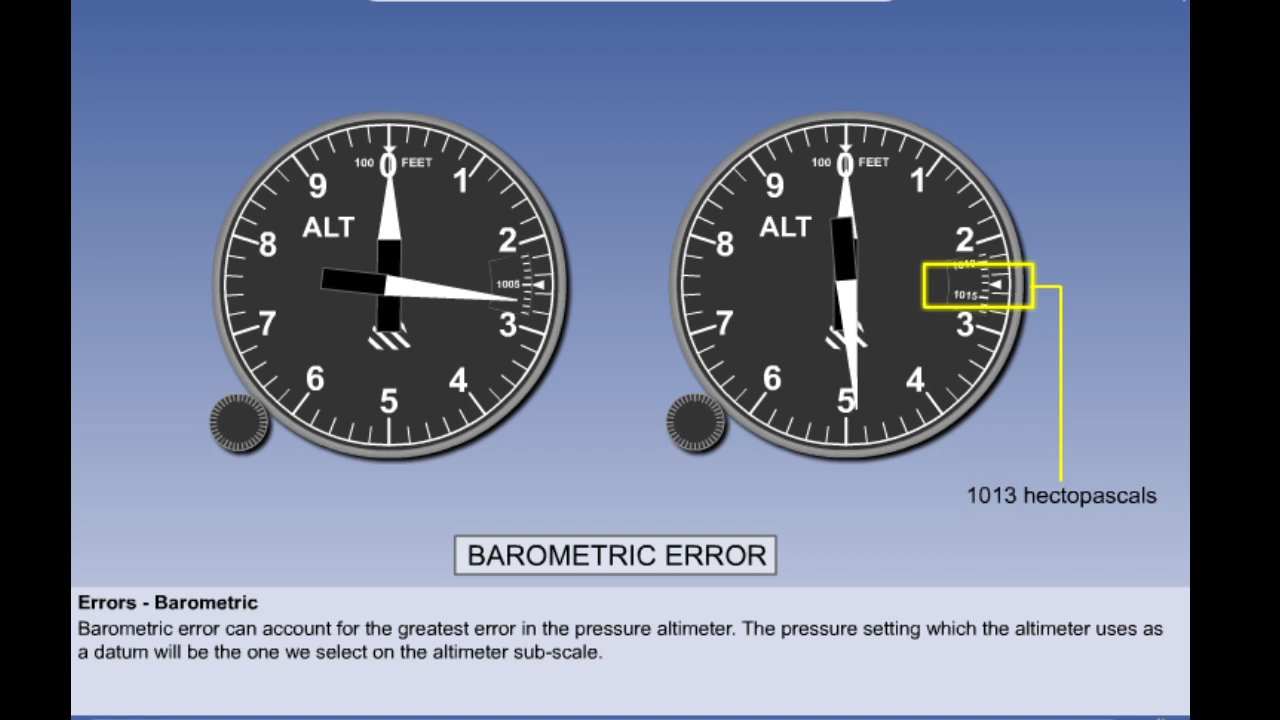 100 0 FEET
1
2
3
4
5
6
7
8
9
ALT
1005
100 0 FEET
1
2
3
4
5
6
7
8
9
ALT
1010
1015
1013 hectopascals
BAROMETRIC ERROR
Errors - Barometric
Barometric error can account for the greatest error in the pressure altimeter. The pressure setting which the altimeter uses as
a datum will be the one we select on the altimeter sub-scale.